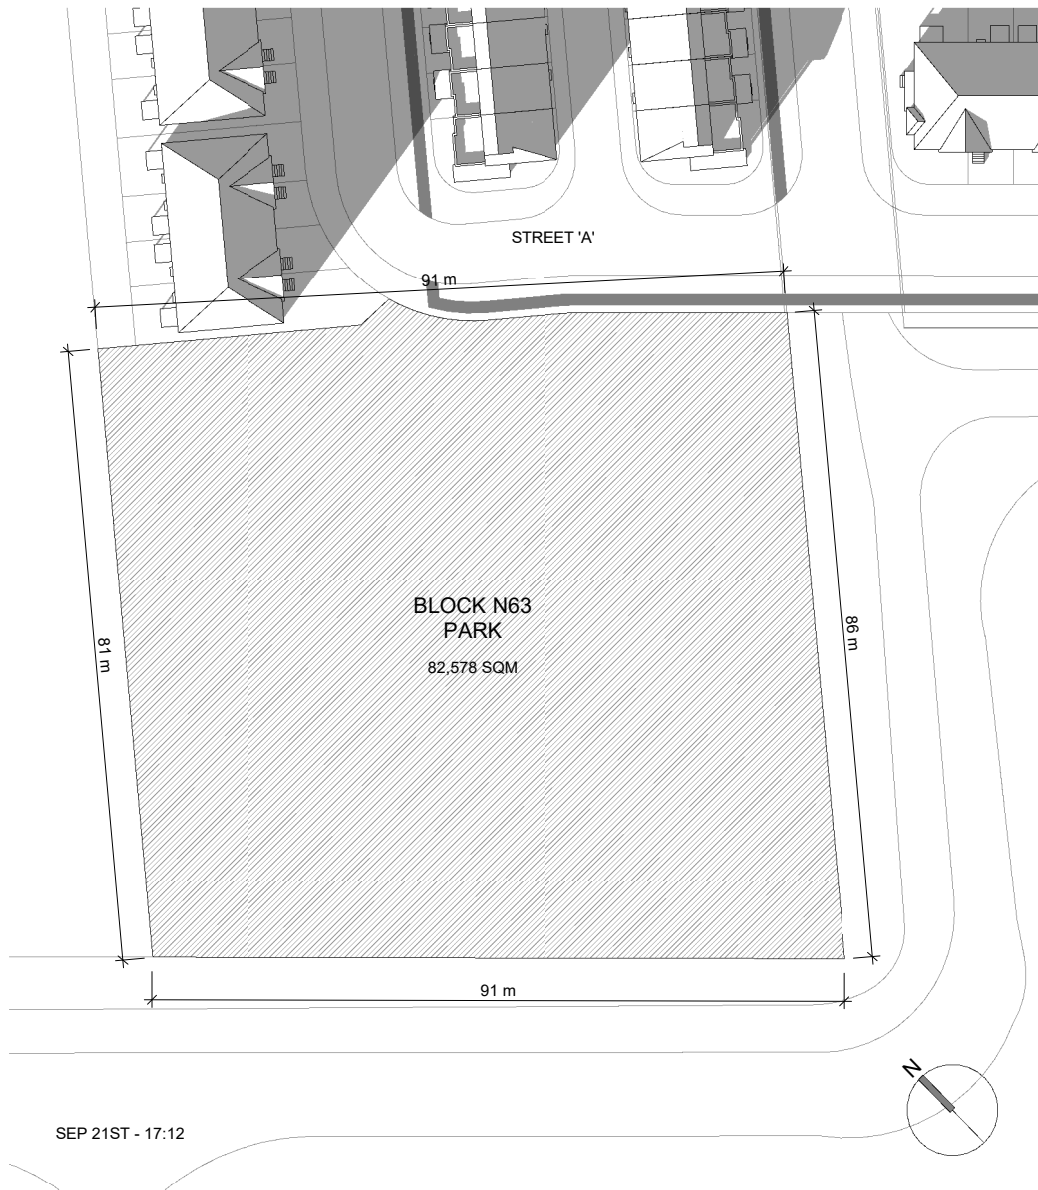 STREET 'A'
91 m
BLOCK N63
PARK
82,578 SQM
81 m
86 m
91 m
N
SEP 21ST - 17:12